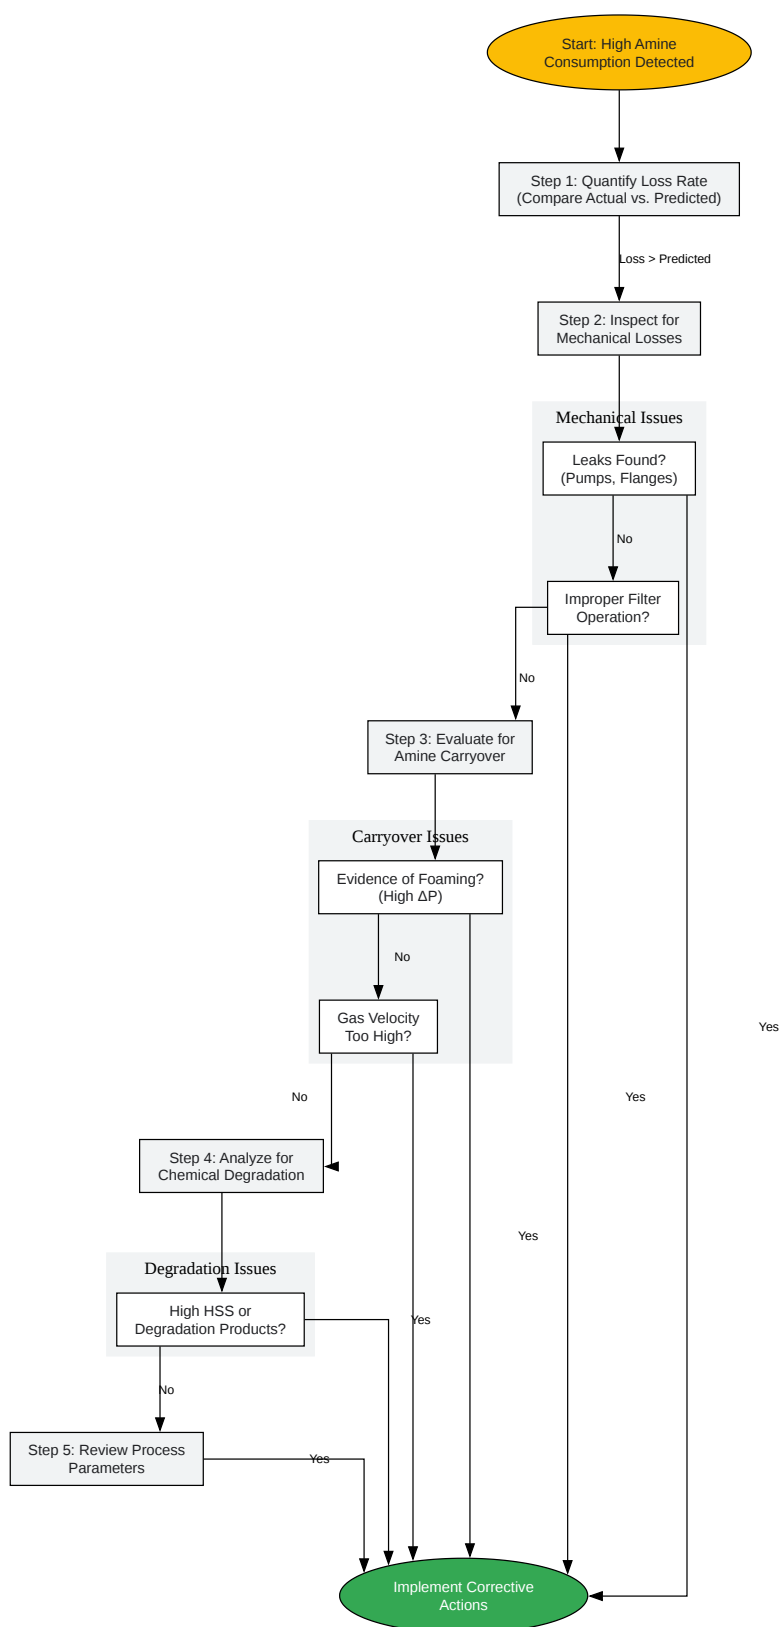 Start: High Amine
Consumption Detected
Step 1: Quantify Loss Rate
(Compare Actual vs. Predicted)
Loss > Predicted
Step 2: Inspect for
Mechanical Losses
Mechanical Issues
Leaks Found?
(Pumps, Flanges)
No
Improper Filter
Operation?
No
Step 3: Evaluate for
Amine Carryover
Carryover Issues
Evidence of Foaming?
(High ΔP)
No
Gas Velocity
Too High?
Yes
No
Yes
Step 4: Analyze for
Chemical Degradation
Yes
Degradation Issues
High HSS or
Degradation Products?
Yes
No
Step 5: Review Process
Parameters
Yes
Implement Corrective
Actions